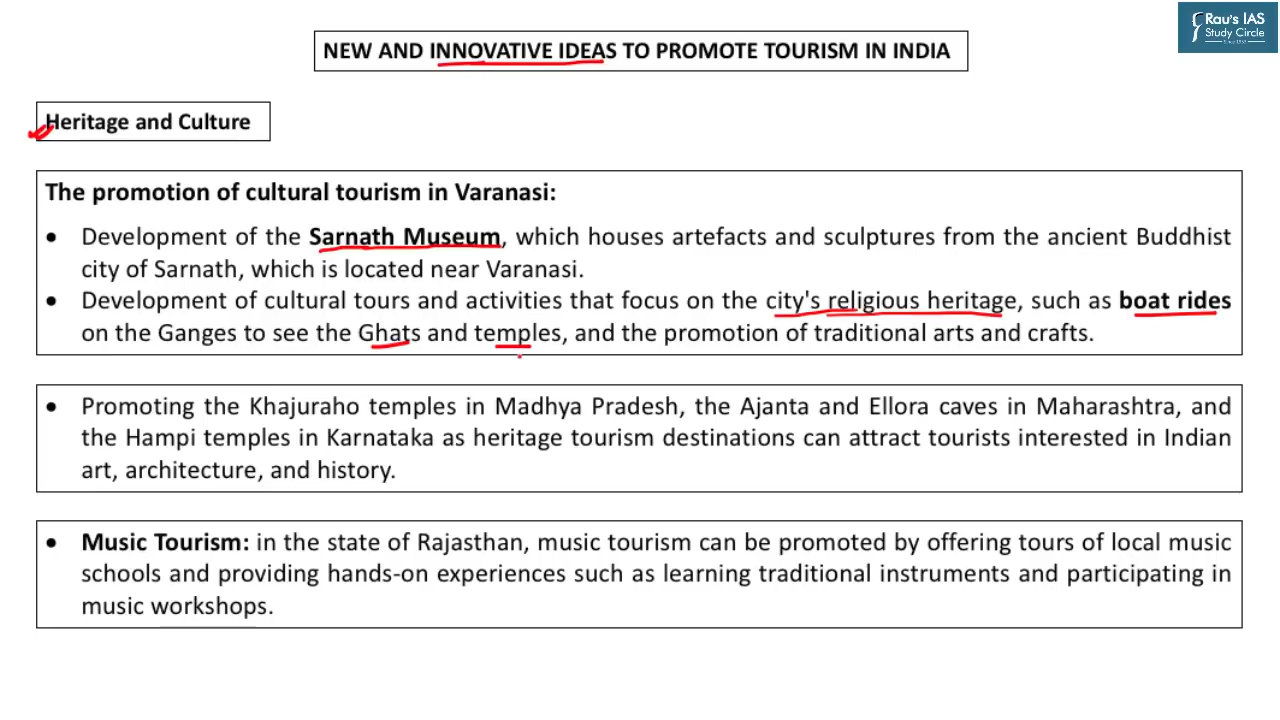 Rau's IAS
Study Circle
Since 1953
NEW AND INNOVATIVE IDEAS TO PROMOTE TOURISM IN INDIA
Heritage and Culture
The promotion of cultural tourism in Varanasi:
• Development of the Sarnath Museum, which houses artefacts and sculptures from the ancient Buddhist
city of Sarnath, which is located near Varanasi.
• Development of cultural tours and activities that focus on the city's religious heritage, such as boat rides
on the Ganges to see the Ghats and temples, and the promotion of traditional arts and crafts.
• Promoting the Khajuraho temples in Madhya Pradesh, the Ajanta and Ellora caves in Maharashtra, and
the Hampi temples in Karnataka as heritage tourism destinations can attract tourists interested in Indian
art, architecture, and history.
• Music Tourism: in the state of Rajasthan, music tourism can be promoted by offering tours of local music
schools and providing hands-on experiences such as learning traditional instruments and participating in
music workshops.